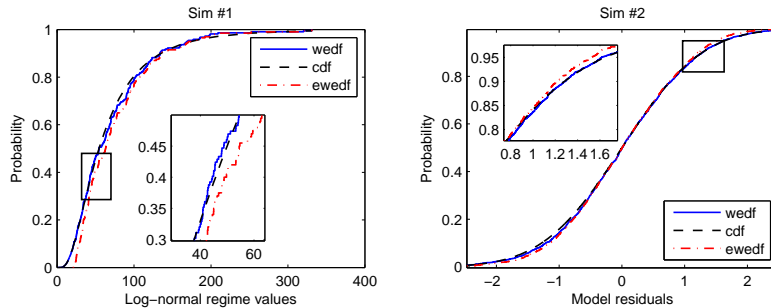 Sim #1
Probability
1
0.8
0.6
0.4
0.2
0
0 100 200 300 400
Log−normal regime values
wedf
cdf
ewedf
0.45
0.4
0.35
0.3
40 60
Sim #2
Probability
1
0.8
0.6
0.4
0.2
0
−2 −1 0 1 2
Model residuals
0.95
0.9
0.85
0.8
0.8 1 1.2 1.4 1.6
wedf
cdf
ewedf